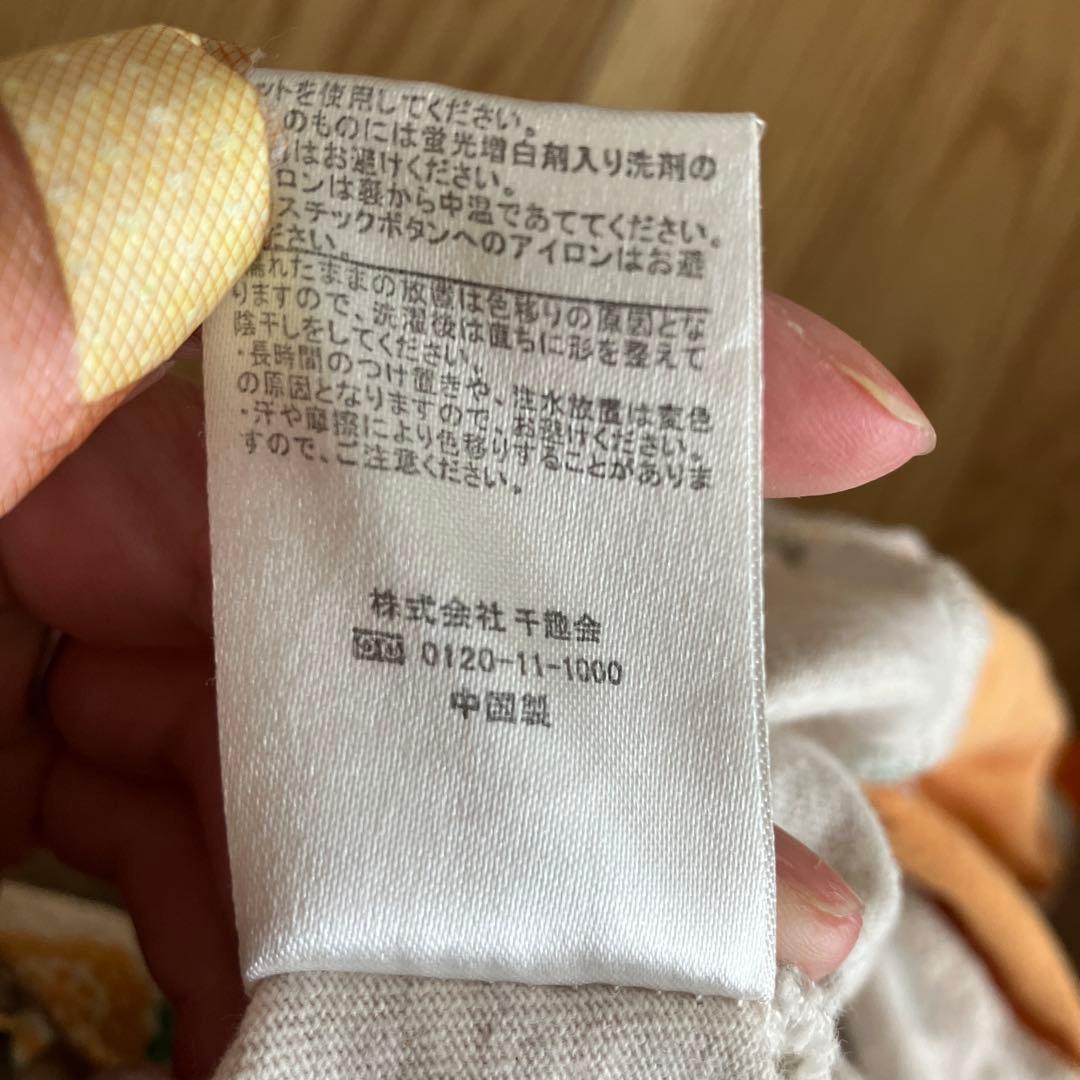 ットを使用してください。
のものには蛍光増白剤入り洗剤の
はお避けください。
ロンは裏から中温であててください。
スチックボタンへのアイロンはお避
ださい。
濡れたままの放置は色移りの原因とな
りますので、洗濯後は直ちに形を整えて
陰干しをしてください。
・長時間のつけ置きや、注水放置は変色
の原因となりますので、お避けください。
・汗や摩擦により色移りすることがありま
すので、ご注意ください。
株式会社千趣会
0120-11-1000
中国製